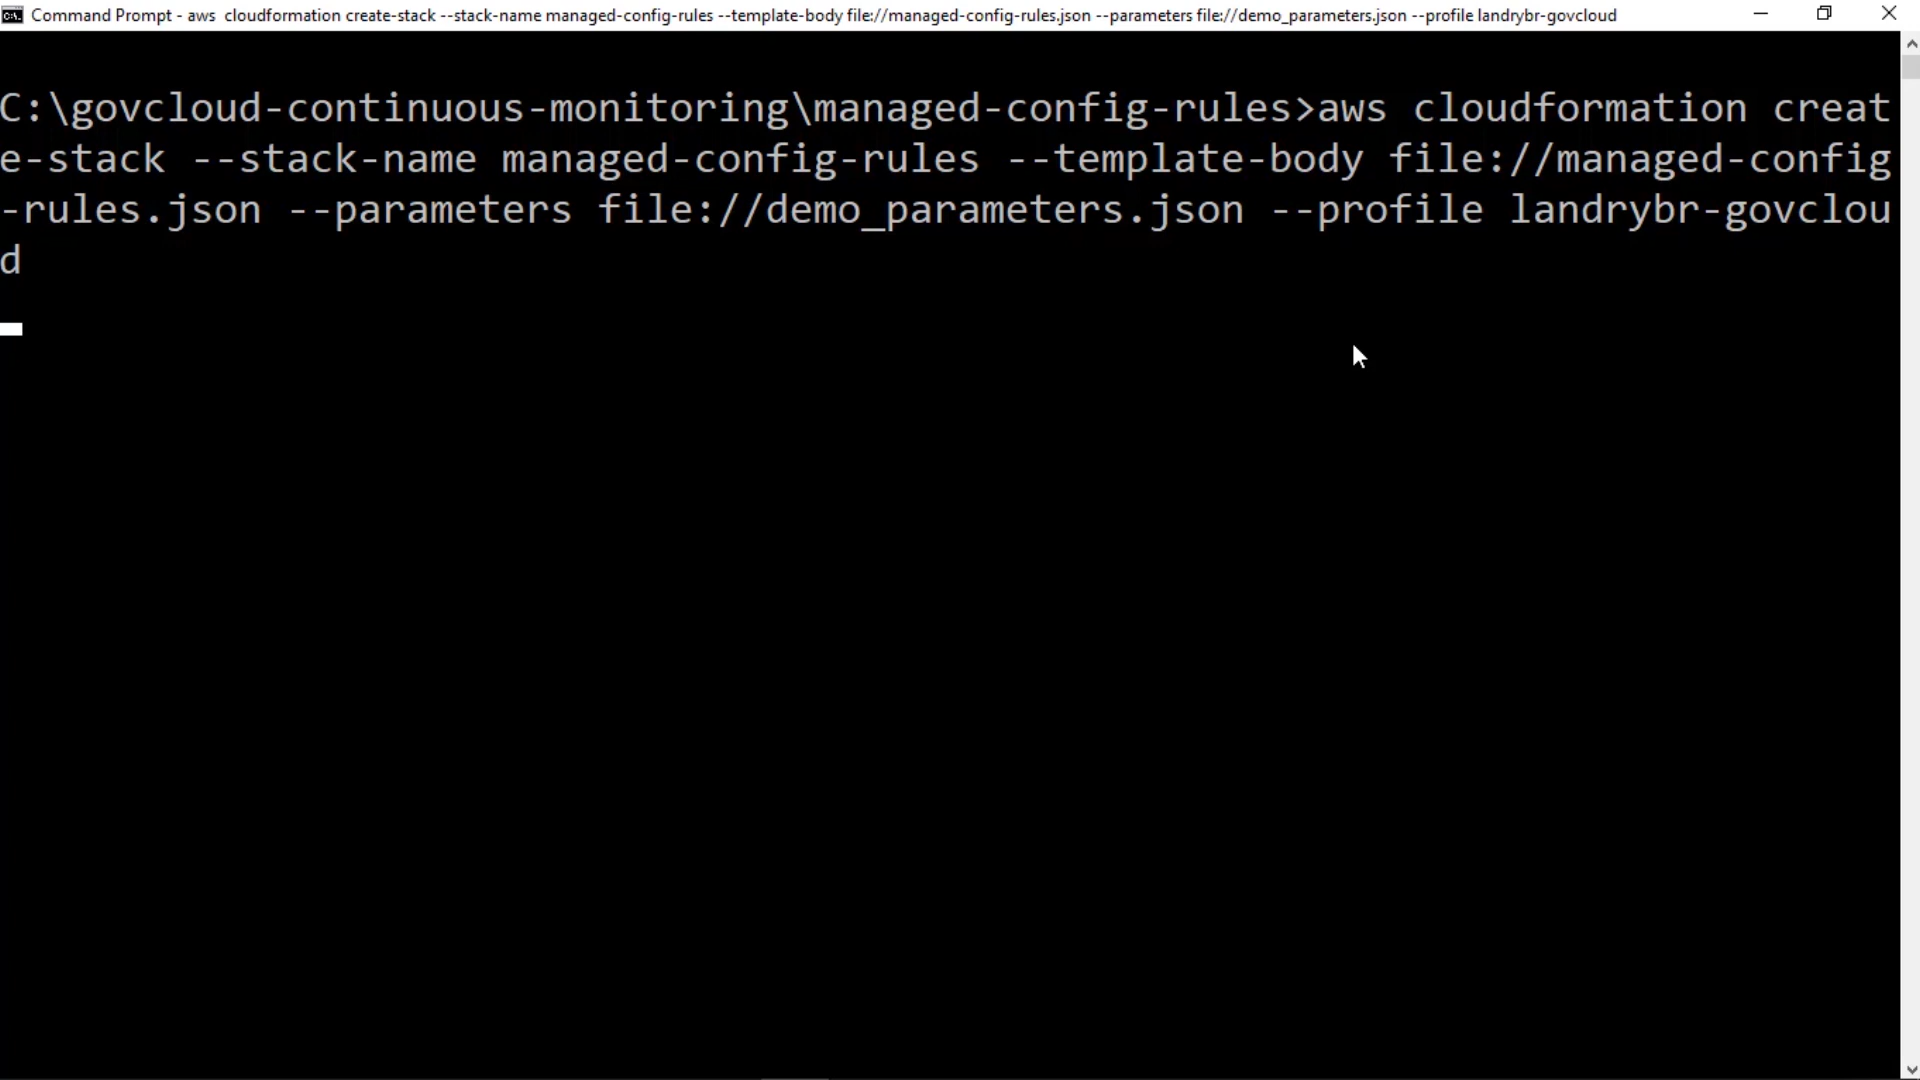 Command Prompt - aws  cloudformation create-stack --stack-name managed-config-rules --template-body file://managed-config-rules.json --parameters file://demo_parameters.json --profile landrybr-govcloud
C:\govcloud-continuous-monitoring\managed-config-rules>aws cloudformation creat
e-stack --stack-name managed-config-rules --template-body file://managed-config
-rules.json --parameters file://demo_parameters.json --profile landrybr-govclou
d